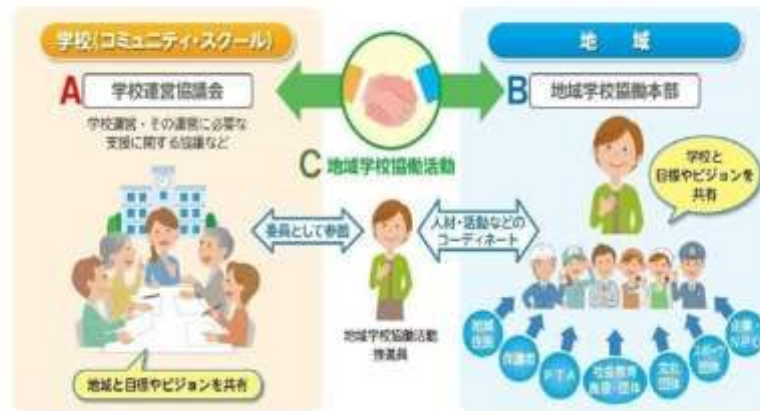 学校(コミュニティ・スクール)
A 学校運営協議会
学校運営・その運営に必要な
支援に関する協議など
地域と目標やビジョンを共有
C 地域学校協働活動
委員として参画
人材・活動などの
コーディネート
地域学校協働活動
推進員
地 域
B 地域学校協働本部
学校と
目標やビジョンを
共有
地域
住民
保護者
PTA
社会教育
施設・団体
文化
団体
スポーツ
団体
企業・
NPO